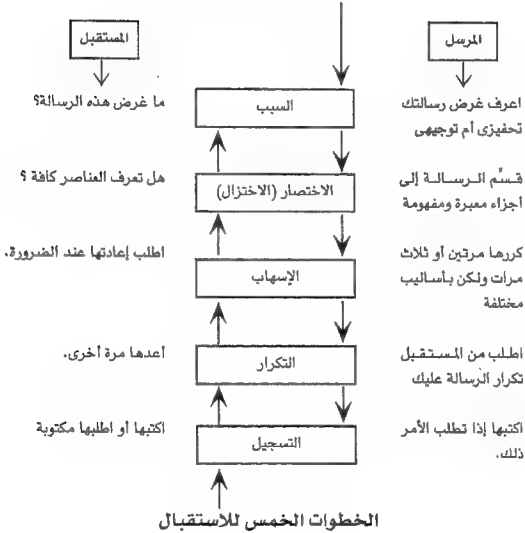 المرسل
المستقبل
اعرف غرض رسالتك
تحفيزى أم توجيهى
السبب
ما غرض هذه الرسالة؟
قسِّم الرسالة إلى
أجزاء معبرة ومفهومة
الاختصار (الاختزال)
هل تعرف العناصر كافة ؟
كررها مرتين أو ثلاث
مرات ولكن بأساليب
مختلفة
الإسهاب
اطلب إعادتها عند الضرورة.
اطلب من المستقبل
تكرار الرسالة عليك
التكرار
أعدها مرة أخرى.
اكتبها إذا تطلب الأمر
ذلك.
التسجيل
اكتبها أو اطلبها مكتوبة
الخطوات الخمس للاستقبال